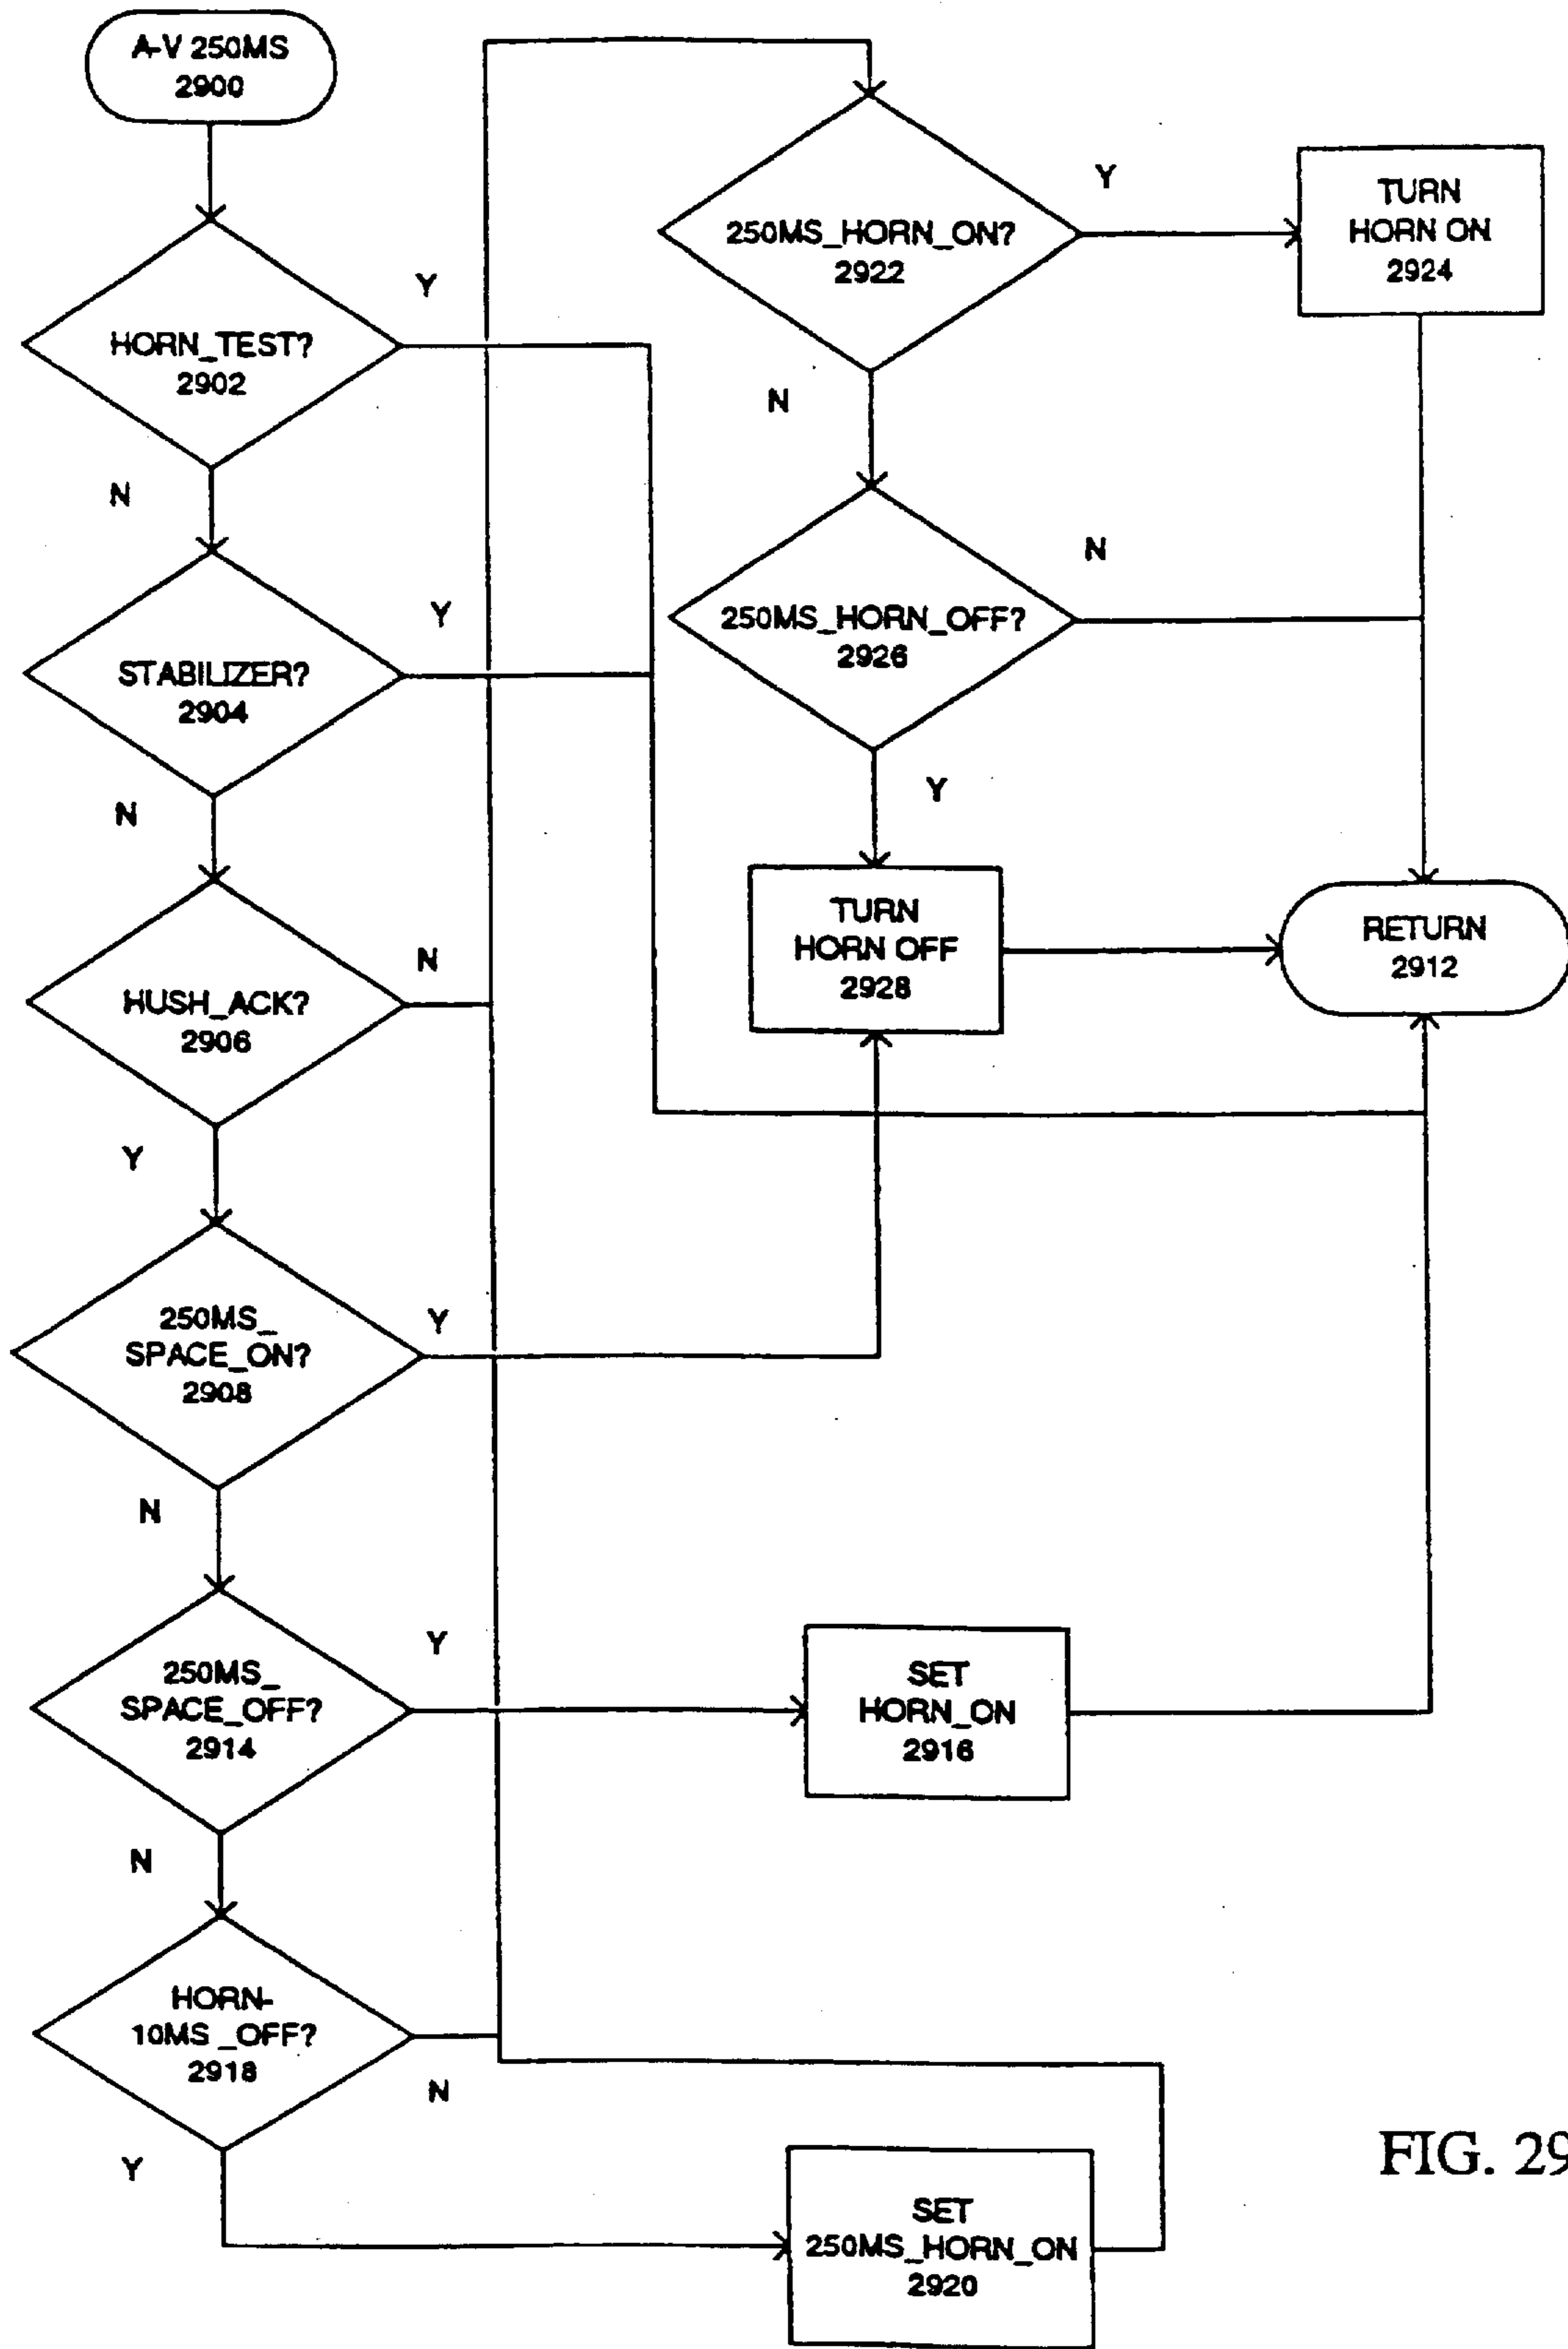 A-V 250MS
2900
Y
HORN_TEST?
2902
N
Y
STABILIZER?
2904
N
N
HUSH_ACK?
2906
Y
250MS_
SPACE_ON?
2908
Y
N
250MS_
SPACE_OFF?
2914
Y
N
HORN-
10MS_OFF?
2918
N
Y
250MS_HORN_ON?
2922
Y
TURN
HORN ON
2924
N
250MS_HORN_OFF?
2926
N
Y
TURN
HORN OFF
2928
RETURN
2912
SET
HORN_ON
2916
SET
250MS_HORN_ON
2920
FIG. 29